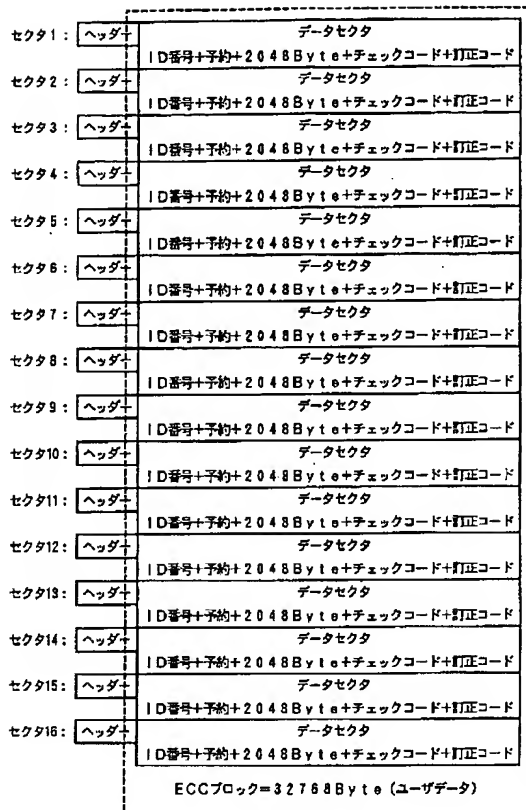 セクタ1: ヘッダー データセクタ
ID番号+予約+2048Byte+チェックコード+訂正コード
セクタ2: ヘッダー データセクタ
ID番号+予約+2048Byte+チェックコード+訂正コード
セクタ3: ヘッダー データセクタ
ID番号+予約+2048Byte+チェックコード+訂正コード
セクタ4: ヘッダー データセクタ
ID番号+予約+2048Byte+チェックコード+訂正コード
セクタ5: ヘッダー データセクタ
ID番号+予約+2048Byte+チェックコード+訂正コード
セクタ6: ヘッダー データセクタ
ID番号+予約+2048Byte+チェックコード+訂正コード
セクタ7: ヘッダー データセクタ
ID番号+予約+2048Byte+チェックコード+訂正コード
セクタ8: ヘッダー データセクタ
ID番号+予約+2048Byte+チェックコード+訂正コード
セクタ9: ヘッダー データセクタ
ID番号+予約+2048Byte+チェックコード+訂正コード
セクタ10: ヘッダー データセクタ
ID番号+予約+2048Byte+チェックコード+訂正コード
セクタ11: ヘッダー データセクタ
ID番号+予約+2048Byte+チェックコード+訂正コード
セクタ12: ヘッダー データセクタ
ID番号+予約+2048Byte+チェックコード+訂正コード
セクタ13: ヘッダー データセクタ
ID番号+予約+2048Byte+チェックコード+訂正コード
セクタ14: ヘッダー データセクタ
ID番号+予約+2048Byte+チェックコード+訂正コード
セクタ15: ヘッダー データセクタ
ID番号+予約+2048Byte+チェックコード+訂正コード
セクタ16: ヘッダー データセクタ
ID番号+予約+2048Byte+チェックコード+訂正コード
ECCブロック=32768Byte(ユーザデータ)